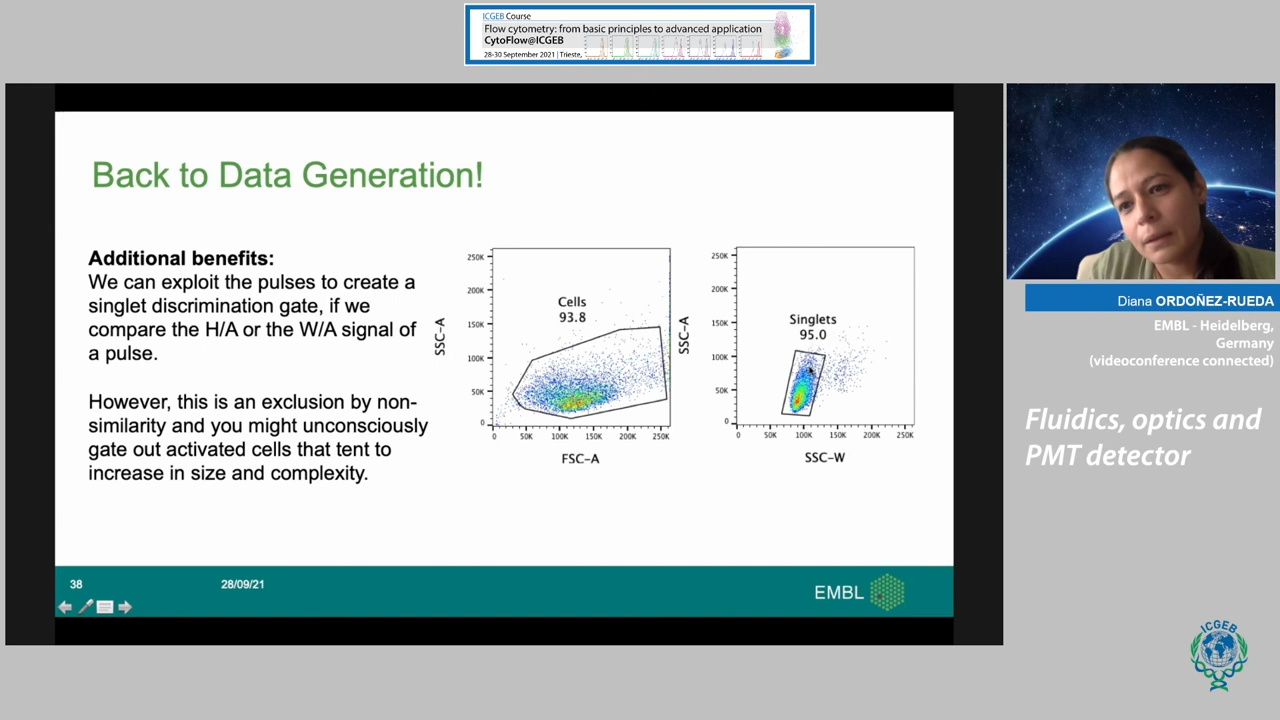 ICGEB Course
Flow cytometry: from basic principles to advanced application
CytoFlow@ICGEB
28-30 September 2021 | Trieste,
Back to Data Generation!
Additional benefits:
We can exploit the pulses to create a
singlet discrimination gate, if we
compare the H/A or the W/A signal of
a pulse.
However, this is an exclusion by non-
similarity and you might unconsciously
gate out activated cells that tent to
increase in size and complexity.
SSC-A
250K
200K
150K
100K
50K
0
Cells
93.8
0 50K 100K 150K 200K 250K
FSC-A
SSC-A
250K
200K
150K
100K
50K
0
Singlets
95.0
0 50K 100K 150K 200K 250K
SSC-W
38
28/09/21
EMBL
Diana ORDOÑEZ-RUEDA
EMBL - Heidelberg,
Germany
(videoconference connected)
Fluidics, optics and
PMT detector
ICGEB